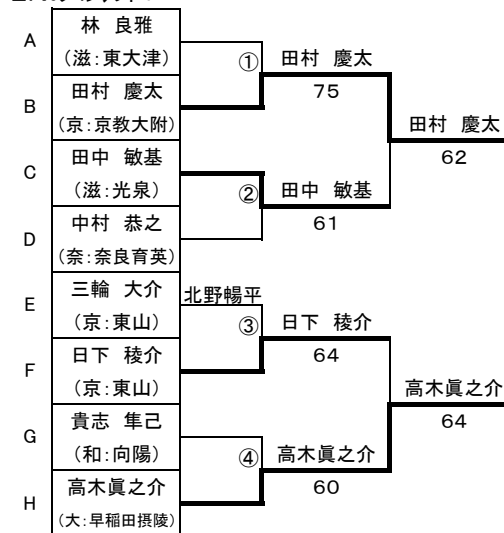 A
林 良雅
(滋:東大津)
B
田村 慶太
(京:京教大附)
C
田中 敏基
(滋:光泉)
D
中村 恭之
(奈:奈良育英)
E
三輪 大介
(京:東山)
F
日下 稜介
(京:東山)
G
貴志 隼己
(和:向陽)
H
高木眞之介
(大:早稲田摂陵)
北野暢平
①
田村 慶太
75
②
田中 敏基
61
③
日下 稜介
64
④
高木眞之介
60
田村 慶太
62
高木眞之介
64